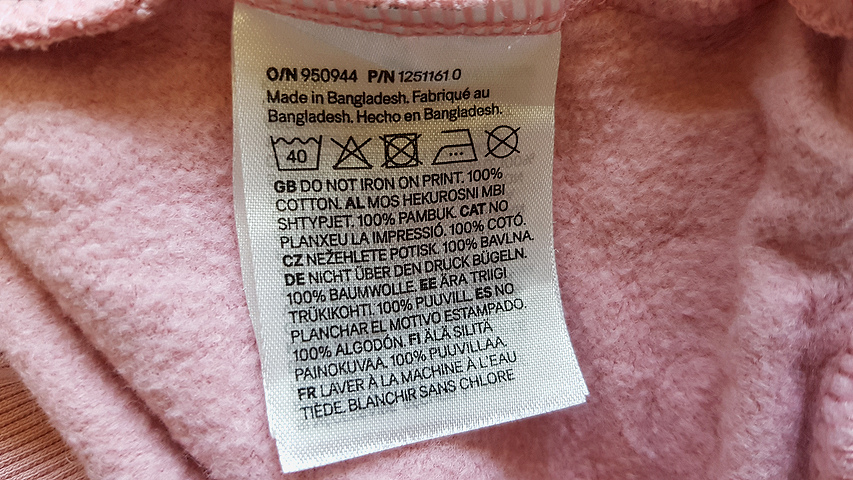 O/N 950944 P/N 1251161 0
Made in Bangladesh. Fabriqué au
Bangladesh. Hecho en Bangladesh.
40
GB DO NOT IRON ON PRINT. 100%
COTTON. AL MOS HEKUROSNI MBI
SHTYPJET. 100% PAMBUK. CAT NO
PLANXEU LA IMPRESSIÓ. 100% COTÓ.
CZ NEŽEHLETE POTISK. 100% BAVLNA.
DE NICHT ÜBER DEN DRUCK BÜGELN.
100% BAUMWOLLE. EE ÄRA TRIIGI
TRÜKIKOHTI. 100% PUUVILL. ES NO
PLANCHAR EL MOTIVO ESTAMPADO.
100% ALGODÓN. FI ÄLÄ SILITÄ
PAINOKUVAA. 100% PUUVILLAA.
FR LAVER À LA MACHINE À L'EAU
TIÈDE. BLANCHIR SANS CHLORE